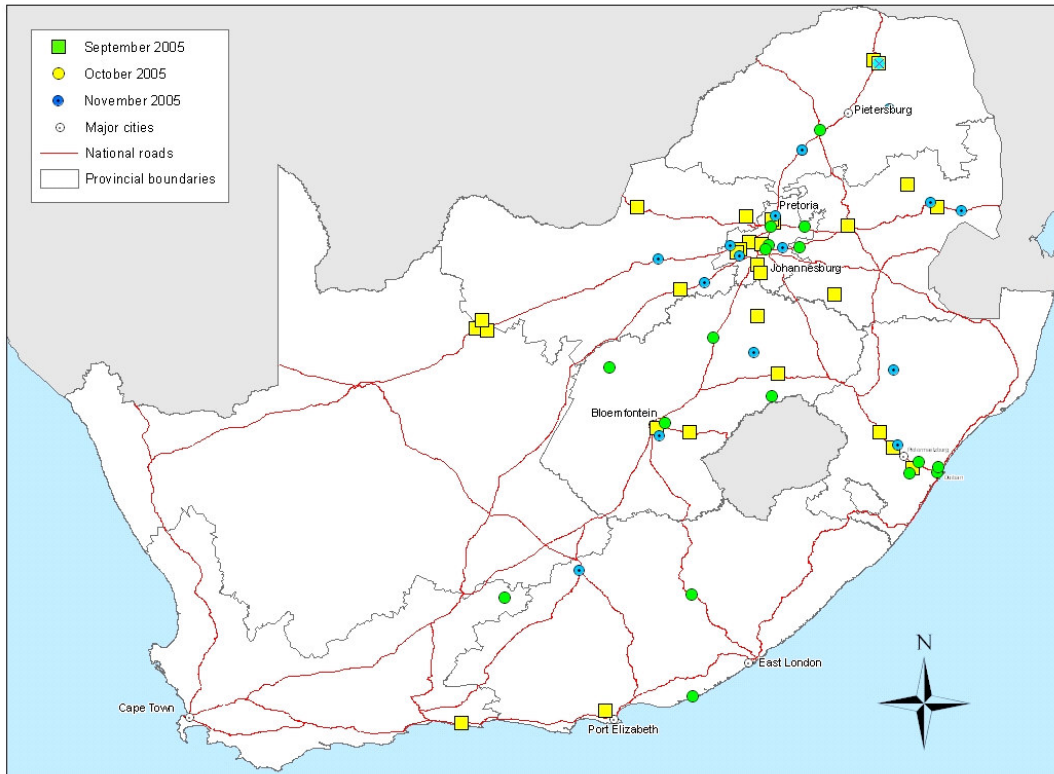 September 2005
October 2005
November 2005
Major cities
National roads
Provincial boundaries
Pietersburg
Pretoria
Johannesburg
Bloemfontein
East London
N
Cape Town
Port Elizabeth